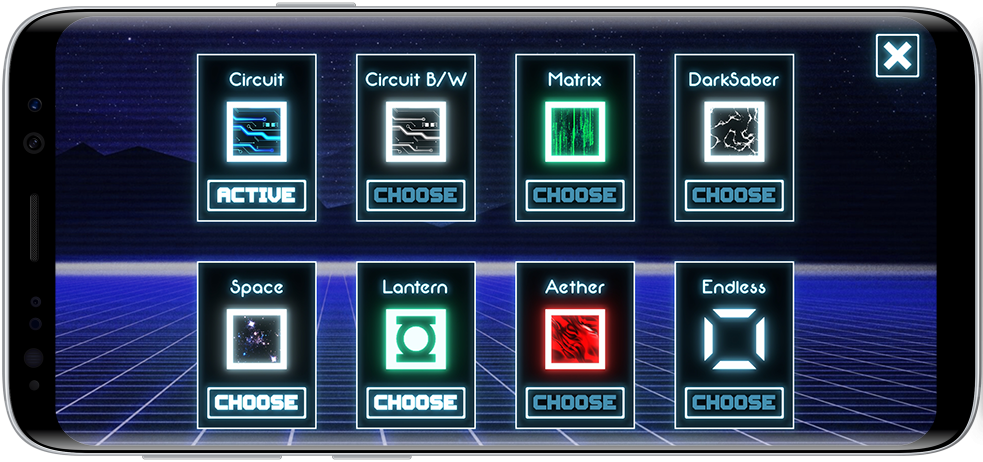 Circuit
ACTIVE
Circuit B/W
CHOOSE
Matrix
CHOOSE
DarkSaber
CHOOSE
Space
CHOOSE
Lantern
CHOOSE
Aether
CHOOSE
Endless
CHOOSE